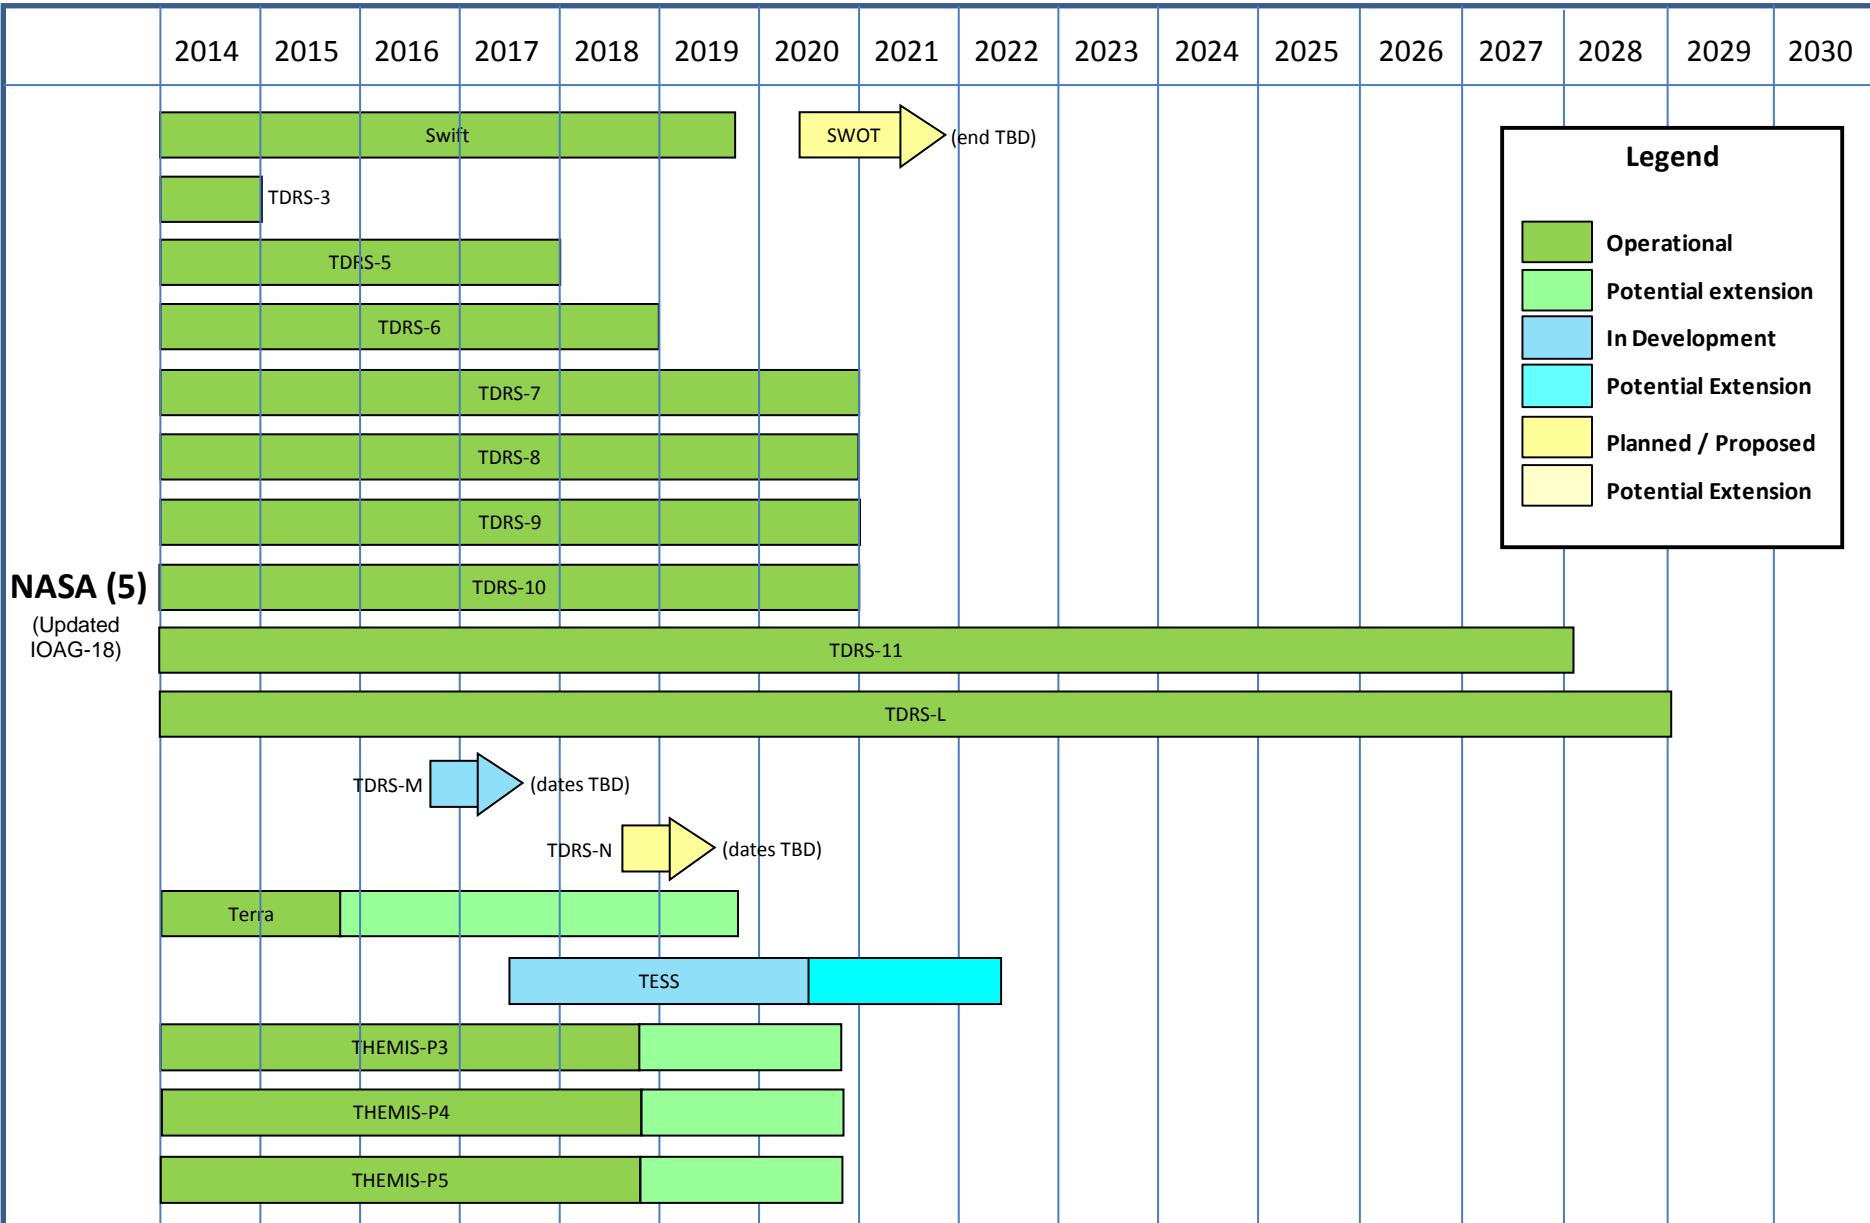 2014 2015 2016 2017 2018 2019 2020 2021 2022 2023 2024 2025 2026 2027 2028 2029 2030
Swift
SWOT
(end TBD)
TDRS-3
TDRS-5
TDRS-6
TDRS-7
TDRS-8
TDRS-9
NASA (5)
(Updated
IOAG-18)
TDRS-10
TDRS-11
TDRS-L
TDRS-M
(dates TBD)
TDRS-N
(dates TBD)
Terra
TESS
THEMIS-P3
THEMIS-P4
THEMIS-P5
Legend
Operational
Potential extension
In Development
Potential Extension
Planned / Proposed
Potential Extension